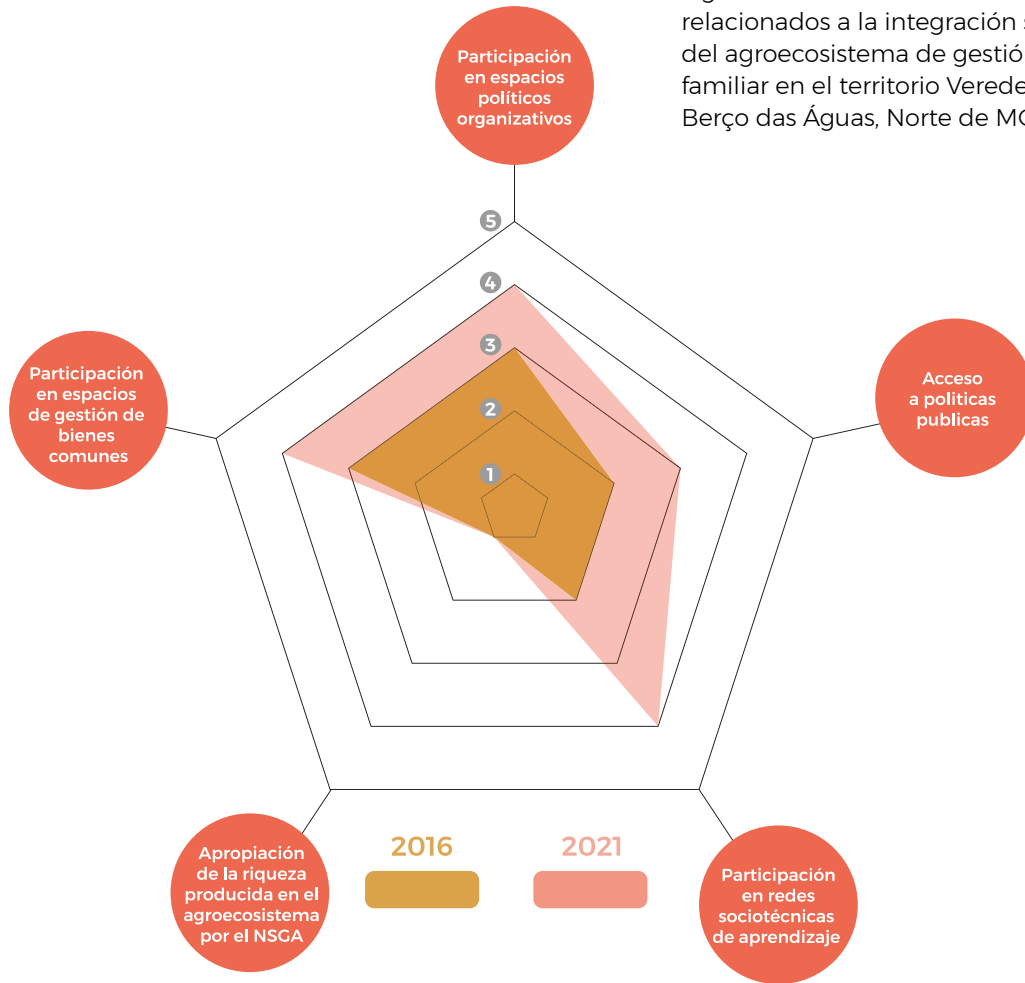 relacionados a la integración s
del agroecosistema de gestió
familiar en el territorio Verede
Berço das Águas, Norte de MG
Participación
en espacios
políticos
organizativos
5
4
3
2
1
Participación
en espacios
de gestión de
bienes
comunes
Acceso
a politicas
publicas
Apropiación
de la riqueza
producida en el
agroecosistema
por el NSGA
2016
2021
Participación
en redes
sociotécnicas
de aprendizaje